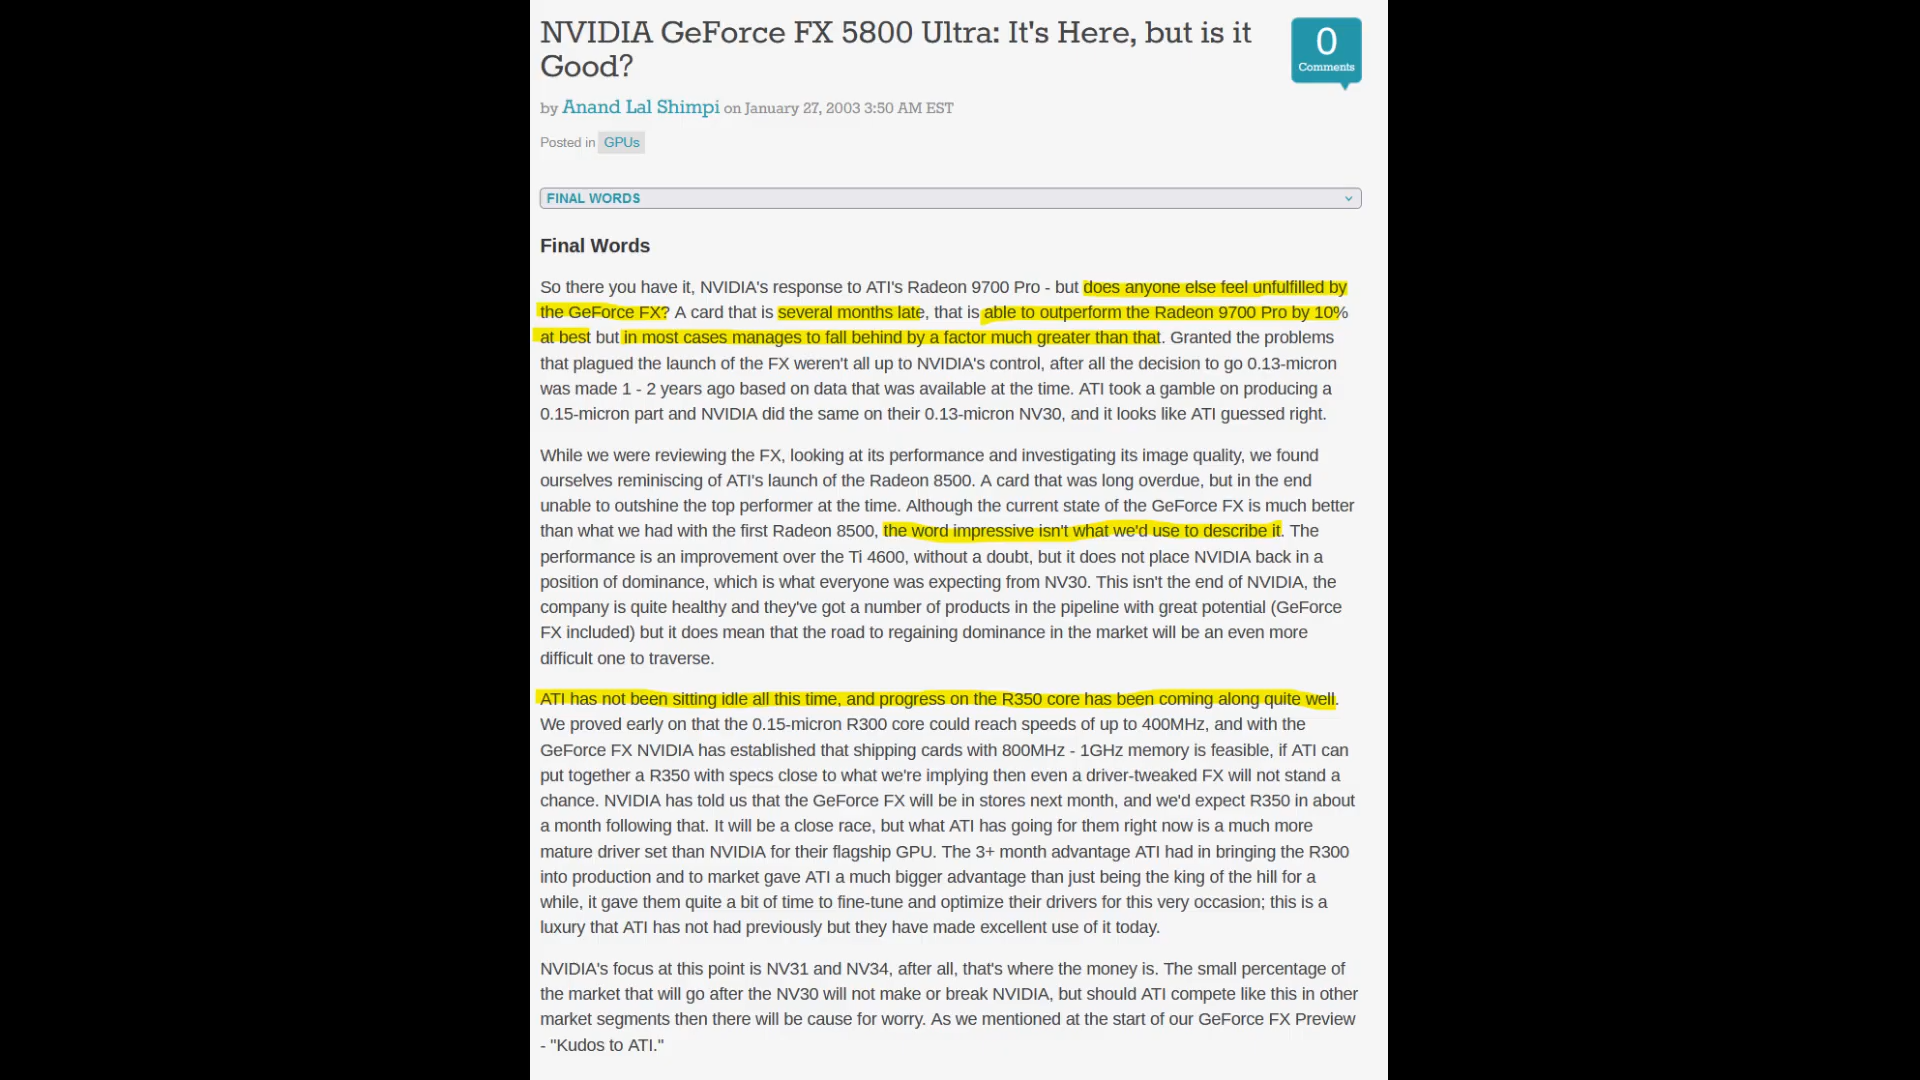 NVIDIA GeForce FX 5800 Ultra: It's Here, but is it
Good?
0
Comments
by Anand Lal Shimpi on January 27, 2003 3:50 AM EST
Posted in GPUs
FINAL WORDS
Final Words
So there you have it, NVIDIA's response to ATI's Radeon 9700 Pro - but does anyone else feel unfulfilled by
the GeForce FX? A card that is several months late, that is able to outperform the Radeon 9700 Pro by 10%
at best but in most cases manages to fall behind by a factor much greater than that. Granted the problems
that plagued the launch of the FX weren't all up to NVIDIA's control, after all the decision to go 0.13-micron
was made 1 - 2 years ago based on data that was available at the time. ATI took a gamble on producing a
0.15-micron part and NVIDIA did the same on their 0.13-micron NV30, and it looks like ATI guessed right.
While we were reviewing the FX, looking at its performance and investigating its image quality, we found
ourselves reminiscing of ATI's launch of the Radeon 8500. A card that was long overdue, but in the end
unable to outshine the top performer at the time. Although the current state of the GeForce FX is much better
than what we had with the first Radeon 8500, the word impressive isn't what we'd use to describe it. The
performance is an improvement over the Ti 4600, without a doubt, but it does not place NVIDIA back in a
position of dominance, which is what everyone was expecting from NV30. This isn't the end of NVIDIA, the
company is quite healthy and they've got a number of products in the pipeline with great potential (GeForce
FX included) but it does mean that the road to regaining dominance in the market will be an even more
difficult one to traverse.
ATI has not been sitting idle all this time, and progress on the R350 core has been coming along quite well.
We proved early on that the 0.15-micron R300 core could reach speeds of up to 400MHz, and with the
GeForce FX NVIDIA has established that shipping cards with 800MHz - 1GHz memory is feasible, if ATI can
put together a R350 with specs close to what we're implying then even a driver-tweaked FX will not stand a
chance. NVIDIA has told us that the GeForce FX will be in stores next month, and we'd expect R350 in about
a month following that. It will be a close race, but what ATI has going for them right now is a much more
mature driver set than NVIDIA for their flagship GPU. The 3+ month advantage ATI had in bringing the R300
into production and to market gave ATI a much bigger advantage than just being the king of the hill for a
while, it gave them quite a bit of time to fine-tune and optimize their drivers for this very occasion; this is a
luxury that ATI has not had previously but they have made excellent use of it today.
NVIDIA's focus at this point is NV31 and NV34, after all, that's where the money is. The small percentage of
the market that will go after the NV30 will not make or break NVIDIA, but should ATI compete like this in other
market segments then there will be cause for worry. As we mentioned at the start of our GeForce FX Preview
- "Kudos to ATI."